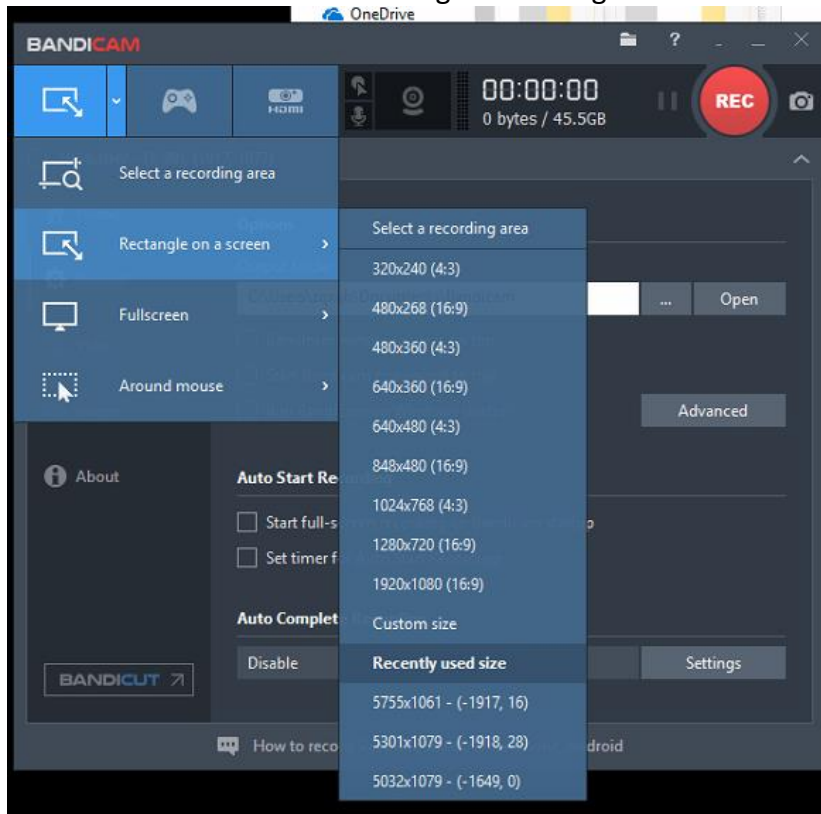 OneDrive
BANDICAM
?
HDMI
00:00:00
0 bytes / 45.5GB
REC
Select a recording area
Rectangle on a screen
Fullscreen
Around mouse
Select a recording area
320x240 (4:3)
480x268 (16:9)
480x360 (4:3)
640x360 (16:9)
640x480 (4:3)
848x480 (16:9)
1024x768 (4:3)
1280x720 (16:9)
1920x1080 (16:9)
Custom size
Recently used size
5755x1061 - (-1917, 16)
5301x1079 - (-1918, 28)
5032x1079 - (-1649, 0)
... Open
Advanced
About
Auto Start
Start
Set timer
Auto Complet
Disable
Settings
BANDICUT
How to reco
droid